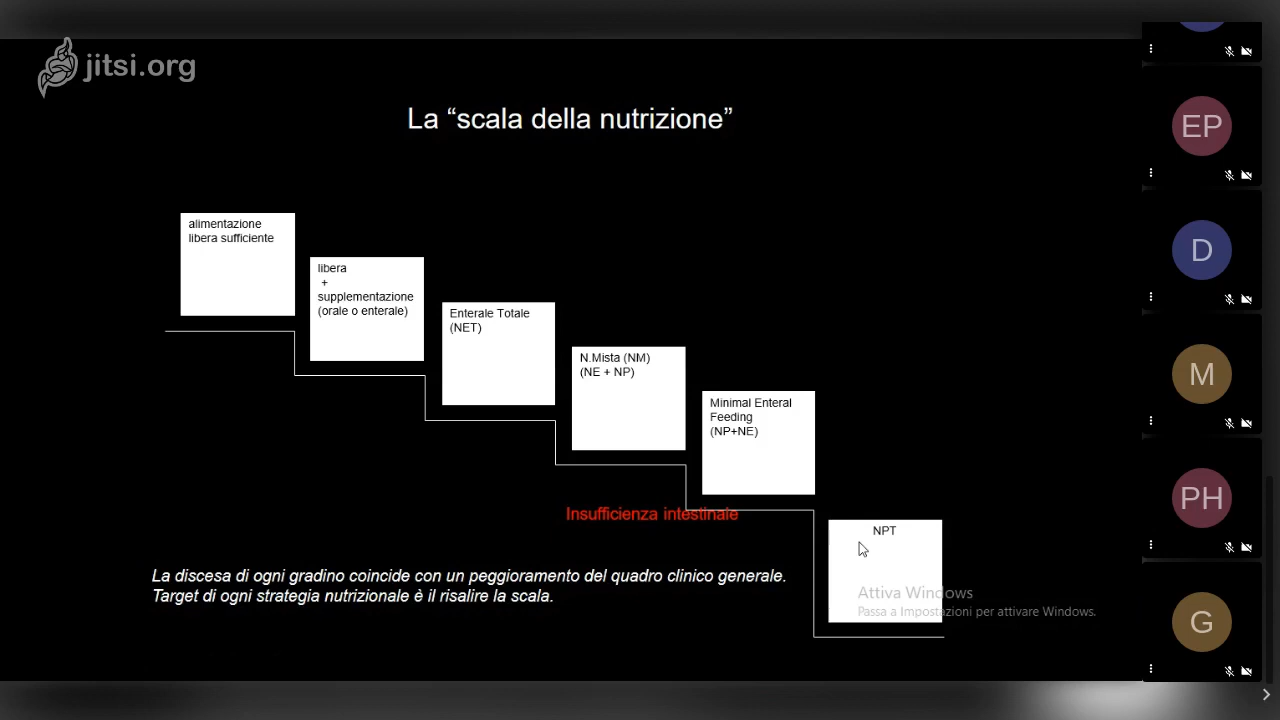 jitsi.org
La “scala della nutrizione”
alimentazione
libera sufficiente
libera
+
supplementazione
(orale o enterale)
Enterale Totale
(NET)
N.Mista (NM)
(NE + NP)
Minimal Enteral
Feeding
(NP+NE)
Insufficienza intestinale
NPT
La discesa di ogni gradino coincide con un peggioramento del quadro clinico generale.
Target di ogni strategia nutrizionale è il risalire la scala.
Attiva Windows
Passa a Impostazioni per attivare Windows.
EP
D
M
PH
G